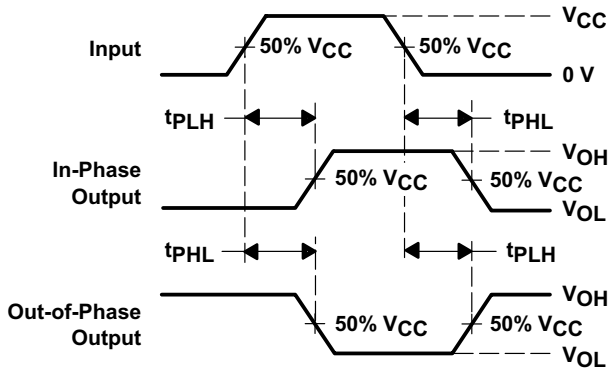 VCC
Input
50% VCC
50% VCC
0 V
tPLH
tPHL
VOH
In-Phase
Output
50% VCC
50% VCC
VOL
tPHL
tPLH
VOH
Out-of-Phase
Output
50% VCC
50% VCC
VOL